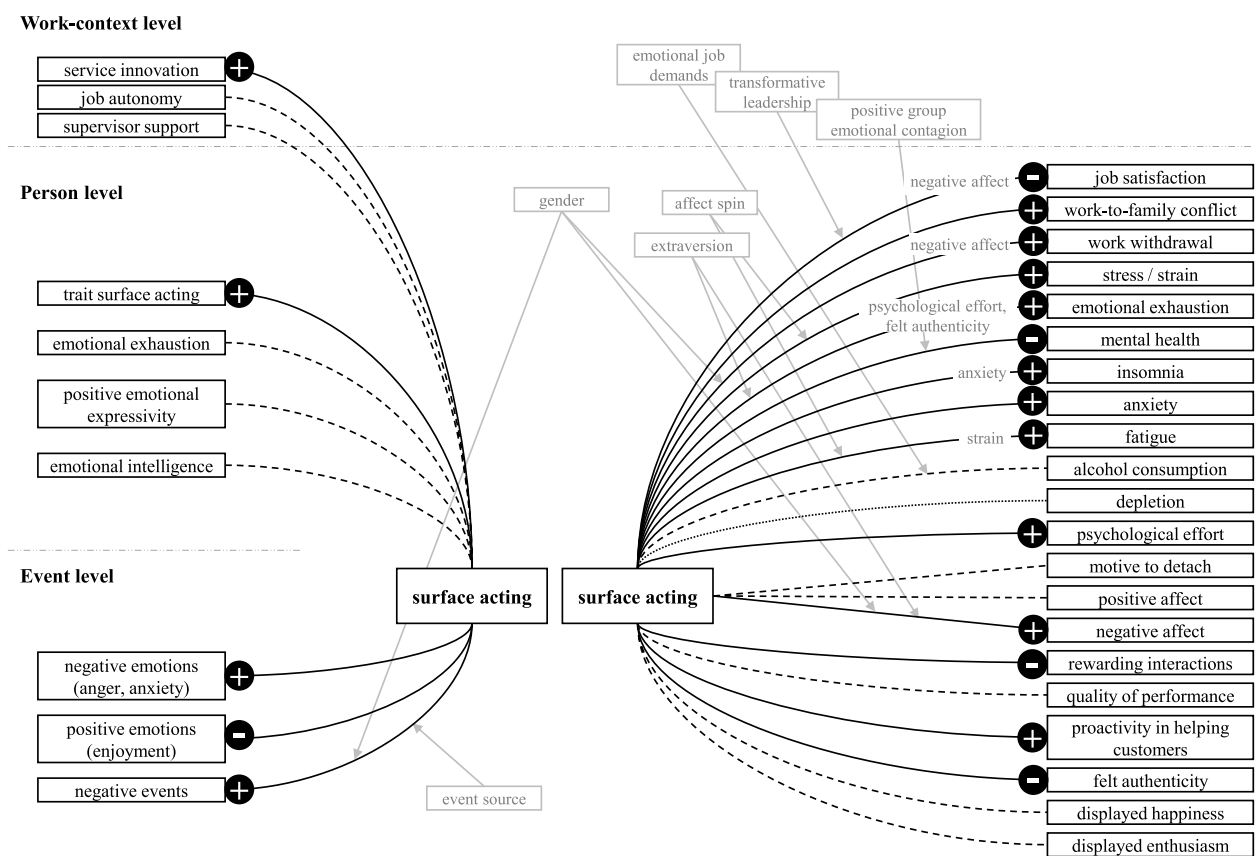 Work-context level
service innovation
job autonomy
supervisor support
emotional job
demands
transformative
leadership
positive group
emotional contagion
Person level
gender
affect spin
extraversion
trait surface acting
emotional exhaustion
positive emotional
expressivity
emotional intelligence
Event level
negative emotions
(anger, anxiety)
positive emotions
(enjoyment)
negative events
event source
surface acting
surface acting
negative affect
job satisfaction
work-to-family conflict
negative affect
work withdrawal
stress / strain
psychological effort,
felt authenticity
emotional exhaustion
mental health
anxiety
insomnia
anxiety
strain
fatigue
alcohol consumption
depletion
psychological effort
motive to detach
positive affect
negative affect
rewarding interactions
quality of performance
proactivity in helping
customers
felt authenticity
displayed happiness
displayed enthusiasm